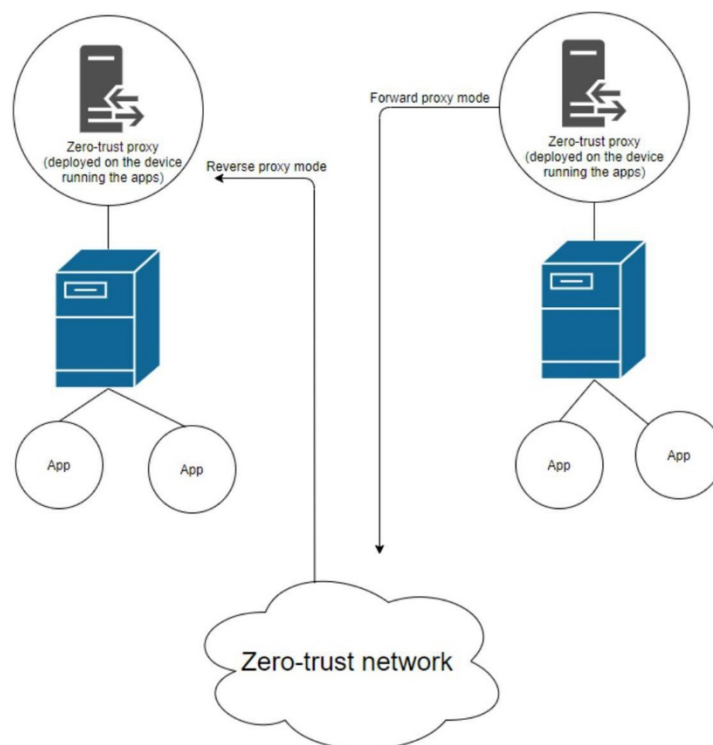 Zero-trust proxy
(deployed on the device
running the apps)
Forward proxy mode
Zero-trust proxy
(deployed on the device
running the apps)
Reverse proxy mode
App
App
App
App
Zero-trust network